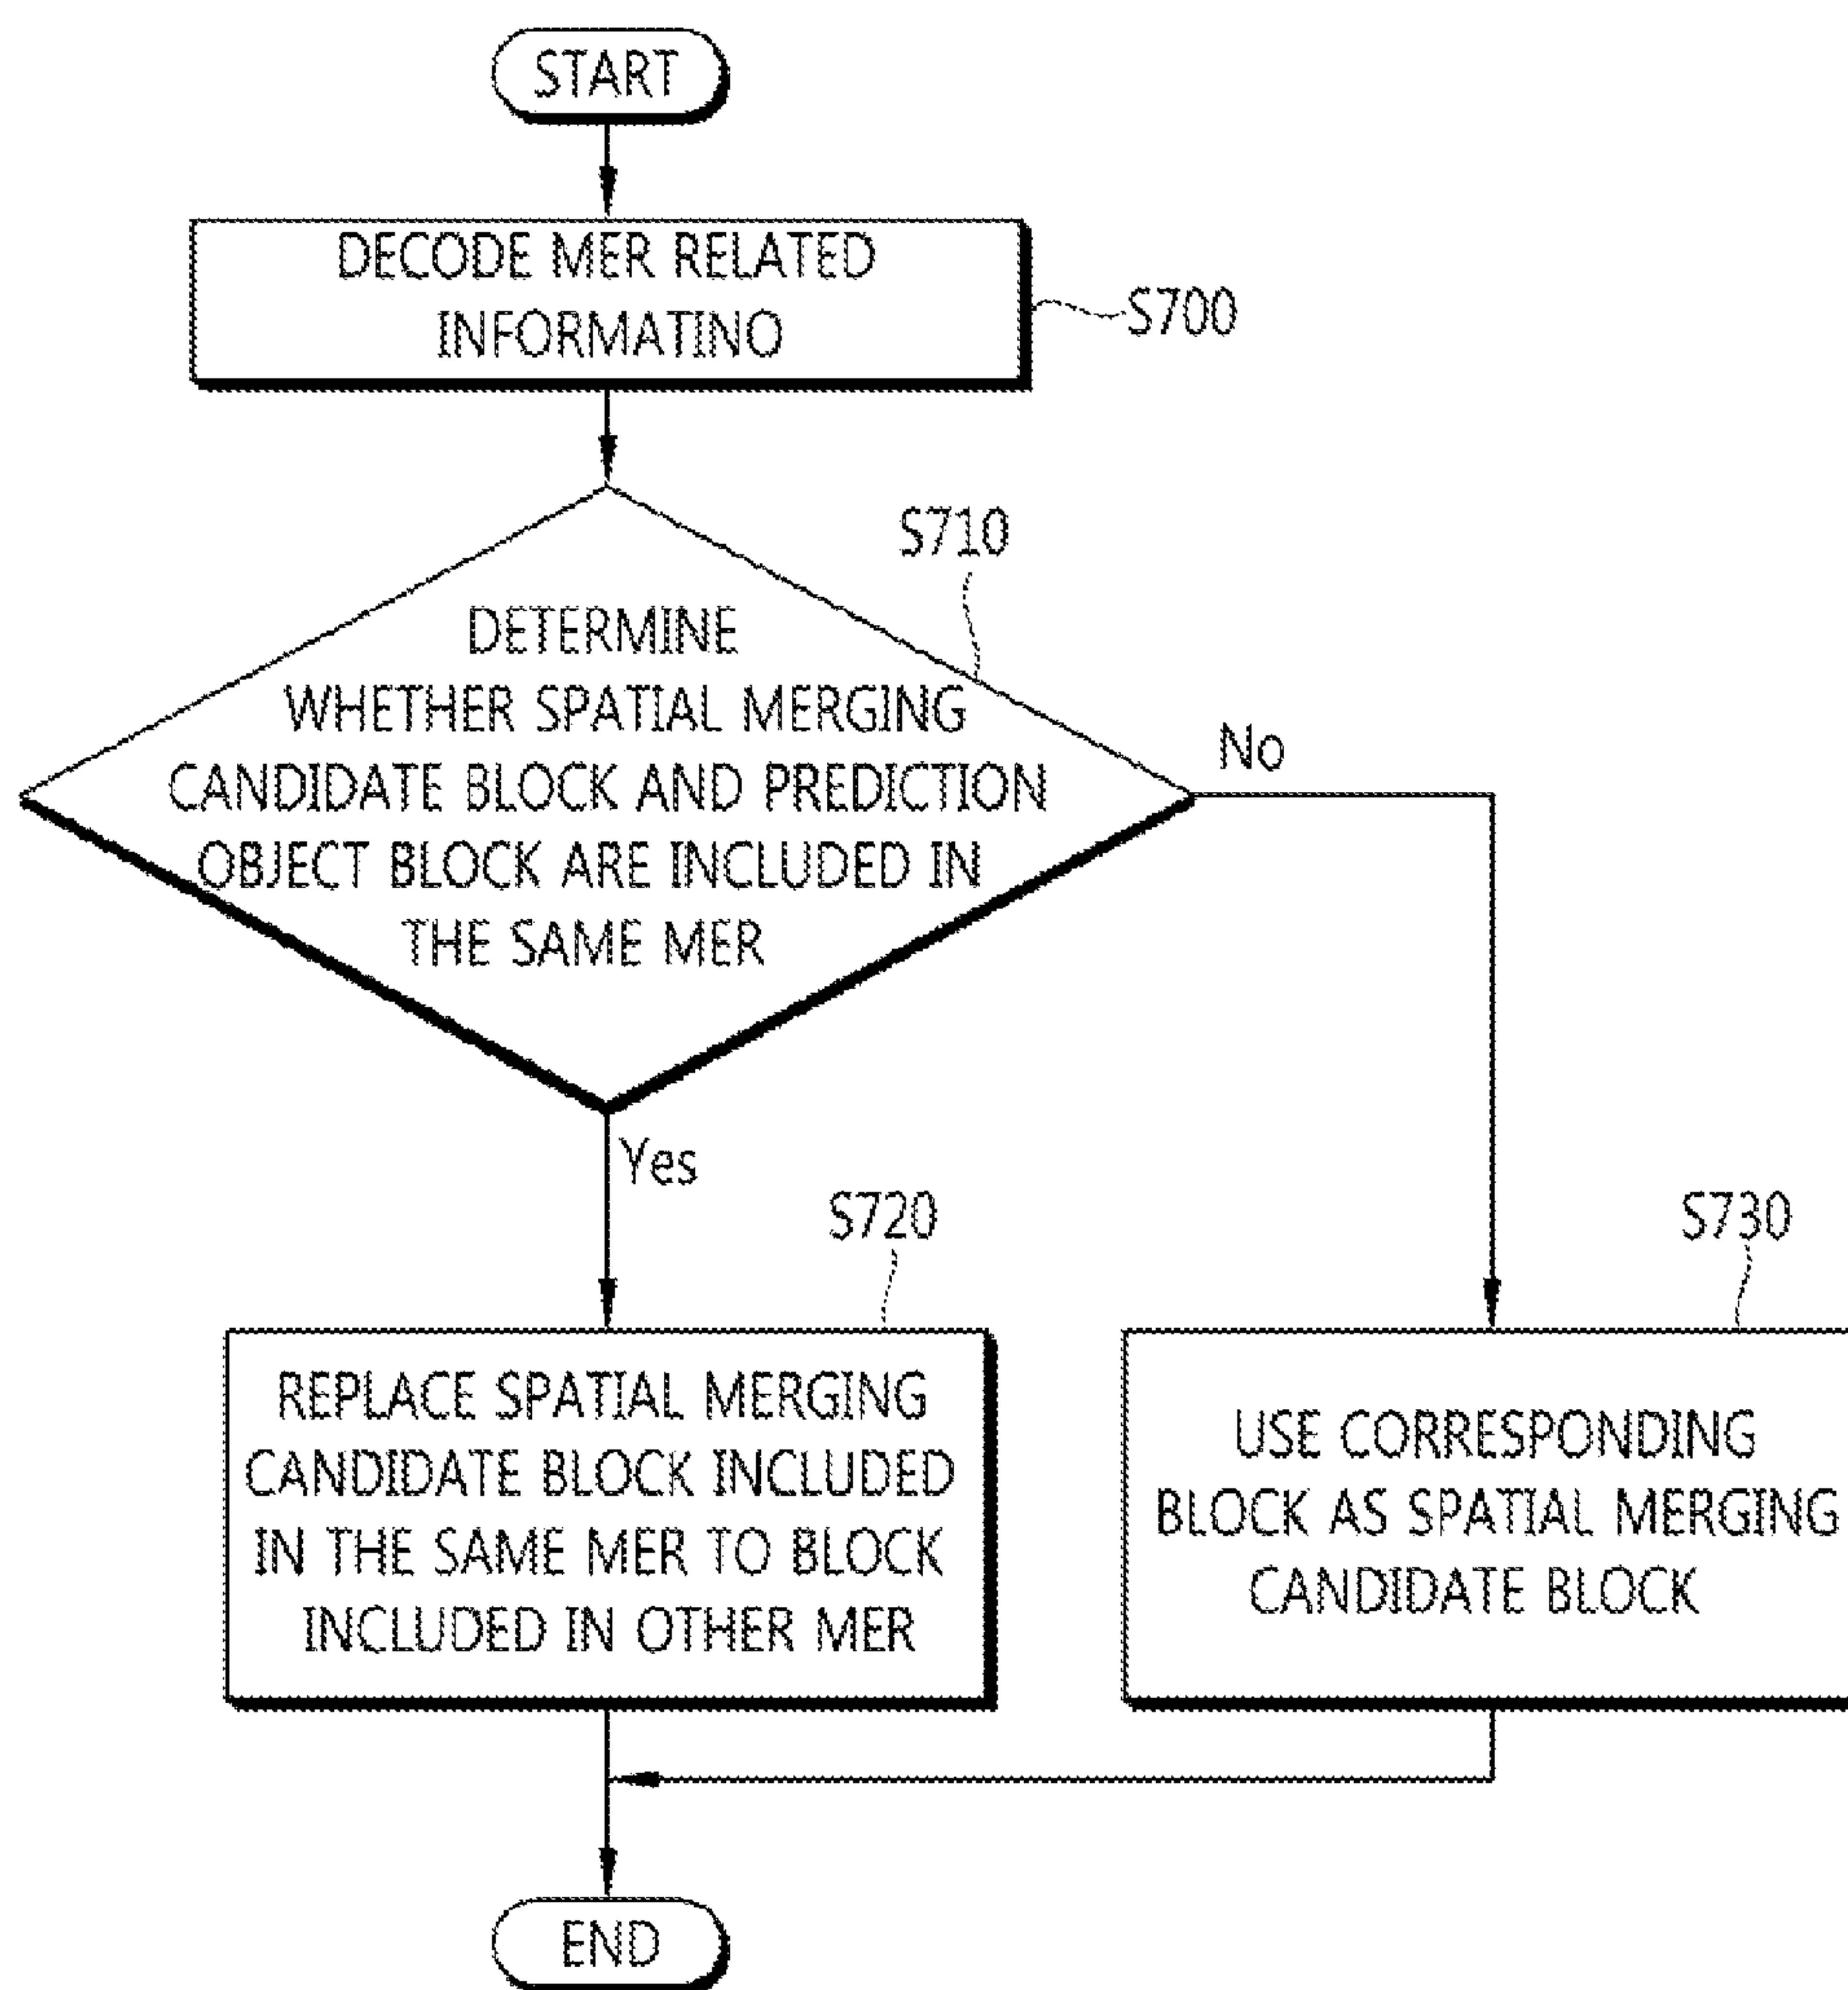 START
DECODE MER RELATED
INFORMATINO
S700
S710
DETERMINE
WHETHER SPATIAL MERGING
CANDIDATE BLOCK AND PREDICTION
OBJECT BLOCK ARE INCLUDED IN
THE SAME MER
No
Yes
S720
S730
REPLACE SPATIAL MERGING
CANDIDATE BLOCK INCLUDED
IN THE SAME MER TO BLOCK
INCLUDED IN OTHER MER
USE CORRESPONDING
BLOCK AS SPATIAL MERGING
CANDIDATE BLOCK
END